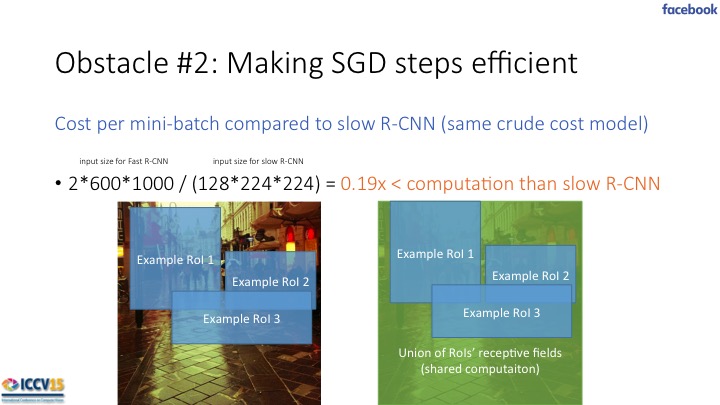 facebook
Obstacle #2: Making SGD steps efficient
Cost per mini-batch compared to slow R-CNN (same crude cost model)
input size for Fast R-CNN input size for slow R-CNN
• 2*600*1000 / (128*224*224) = 0.19x < computation than slow R-CNN
Example RoI 1
Example RoI 2
Example RoI 3
Example RoI 1
Example RoI 2
Example RoI 3
Union of RoIs' receptive fields
(shared computaiton)
ICCV15